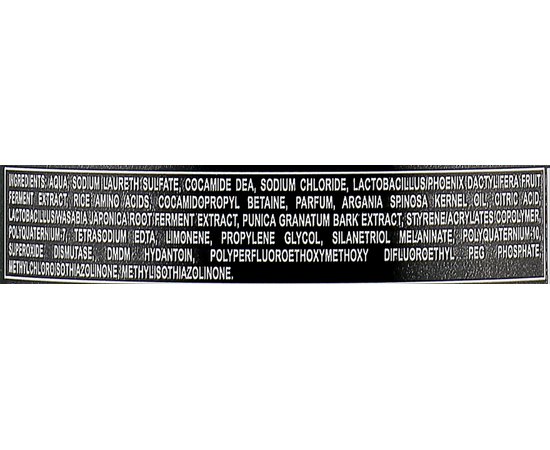 INGREDIENTS: AQUA, SODIUM LAURETH SULFATE, COCAMIDE DEA, SODIUM CHLORIDE, LACTOBACILLUS/PHOENIX DACTYLIFERA FRUIT
FERMENT EXTRACT, RICE AMINO ACIDS, COCAMIDOPROPYL BETAINE, PARFUM, ARGANIA SPINOSA KERNEL OIL, CITRIC ACID
LACTOBACILLUS/WASABIA JAPONICA ROOT FERMENT EXTRACT, PUNICA GRANATUM BARK EXTRACT, STYRENE/ACRYLATES COPOLYMER,
POLYQUATERNIUM-7, TETRASODIUM EDTA, LIMONENE, PROPYLENE GLYCOL, SILANETRIOL MELANINATE, POLYQUATERNIUM-10,
SUPEROXIDE DISMUTASE, DMDM HYDANTOIN, POLYPERFLUOROETHOXYMETHOXY DIFLUOROETHYL PEG PHOSPHATE,
METHYLCHLOROISOTHIAZOLINONE, METHYLISOTHIAZOLINONE.